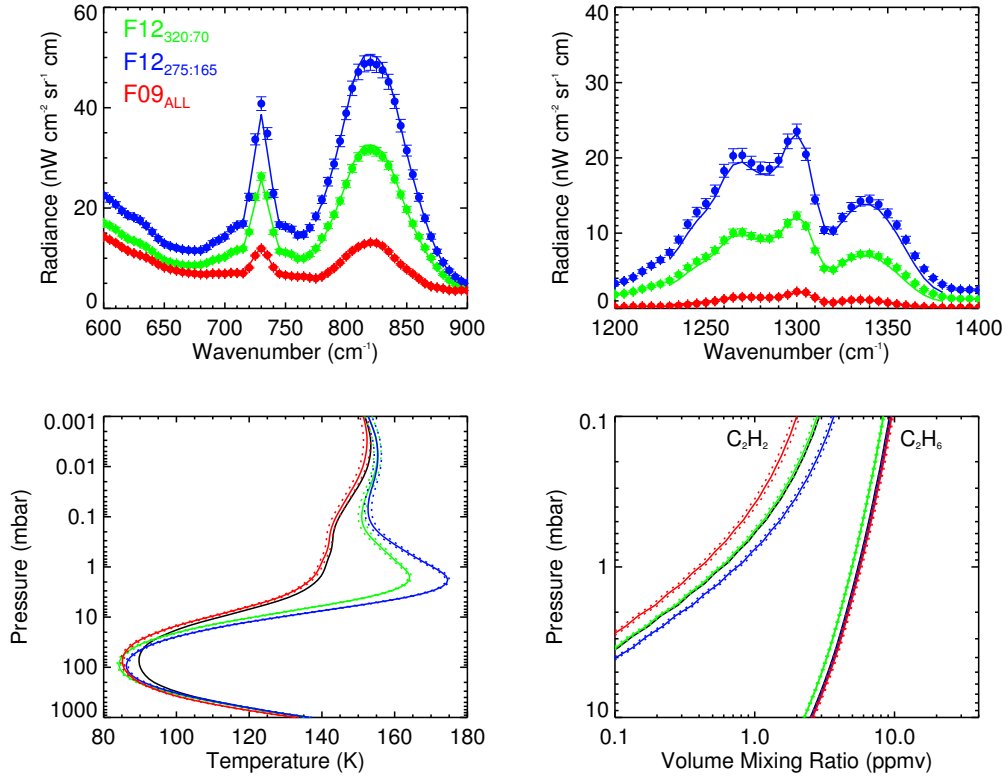 60
40
20
0
Radiance (nW cm⁻² sr⁻¹ cm)
F12₃₂₀:₇₀
F12₂₇₅:₁₆₅
F09ALL
600 650 700 750 800 850 900
Wavenumber (cm⁻¹)
40
30
20
10
0
Radiance (nW cm⁻² sr⁻¹ cm)
1200 1250 1300 1350 1400
Wavenumber (cm⁻¹)
0.001
0.01
0.1
1
10
100
1000
Pressure (mbar)
80 100 120 140 160 180
Temperature (K)
0.1
1
10
Pressure (mbar)
C₂H₂ C₂H₆
0.1 1.0 10.0
Volume Mixing Ratio (ppmv)